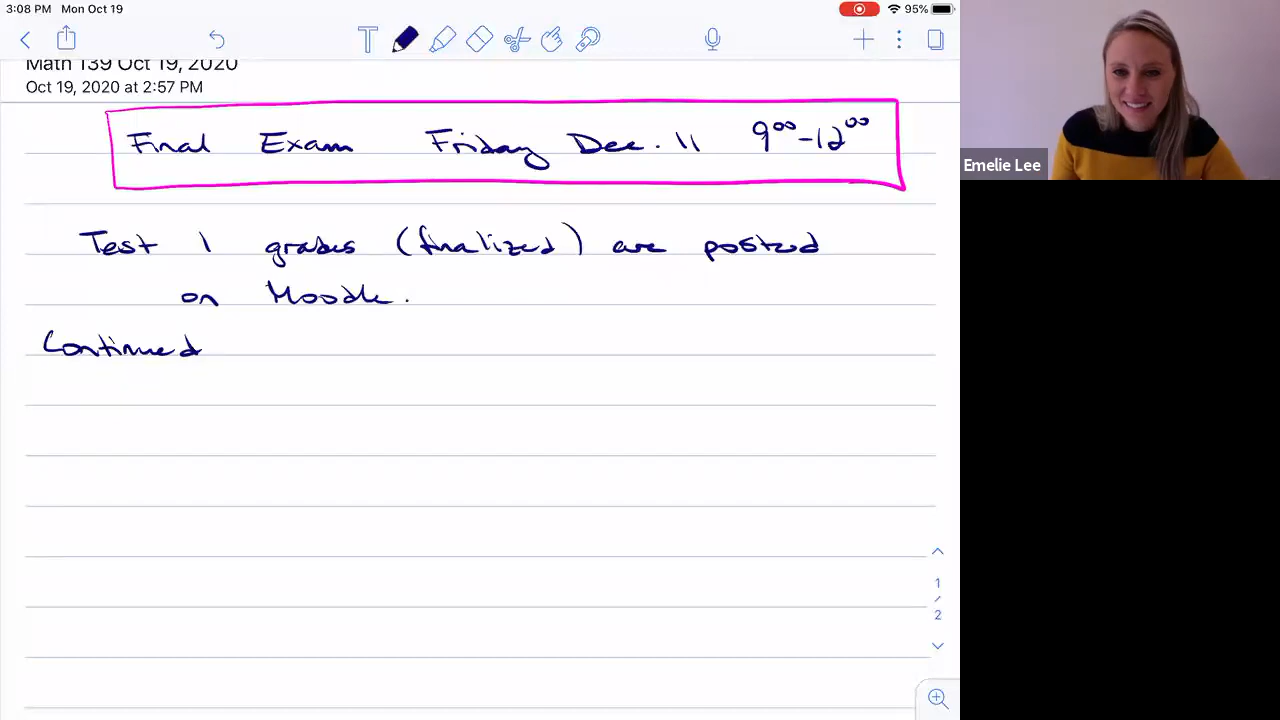 3:08 PM Mon Oct 19
95%
Math 139 Oct 19, 2020
Oct 19, 2020 at 2:57 PM
Final Exam Friday Dec. 11 9⁰⁰-12⁰⁰
Test 1 grades (finalized) are posted
on Moodle.
Continued
Emelie Lee
1
/
2